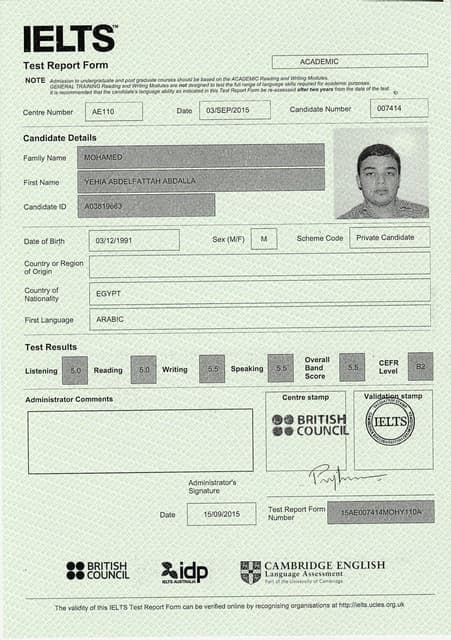 IELTS™
Test Report Form
ACADEMIC
NOTE Admission to undergraduate and post graduate courses should be based on the ACADEMIC Reading and Writing Modules.
GENERAL TRAINING Reading and Writing Modules are not designed to test the full range of language skills required for academic purposes.
It is recommended that the candidate's language ability as indicated in this Test Report Form be re-assessed after two years from the date of the test.
Centre Number AE110 Date 03/SEP/2015 Candidate Number 007414
Candidate Details
Family Name MOHAMED
First Name YEHIA ABDELFATTAH ABDALLA
Candidate ID A03819663
Date of Birth 03/12/1991 Sex (M/F) M Scheme Code Private Candidate
Country or Region
of Origin
Country of
Nationality EGYPT
First Language ARABIC
Test Results
Listening 5.0 Reading 5.0 Writing 5.5 Speaking 5.5 Overall Band Score 5.5 CEFR Level B2
Administrator Comments
Centre stamp
Validation stamp
BRITISH
COUNCIL
IELTS
Administrator's
Signature
Date 15/09/2015
Test Report Form
Number 15AE007414MOHY110A
BRITISH
COUNCIL
idp
IELTS AUSTRALIA
CAMBRIDGE ENGLISH
Language Assessment
Part of the University of Cambridge
The validity of this IELTS Test Report Form can be verified online by recognising organisations at http://ielts.ucles.org.uk